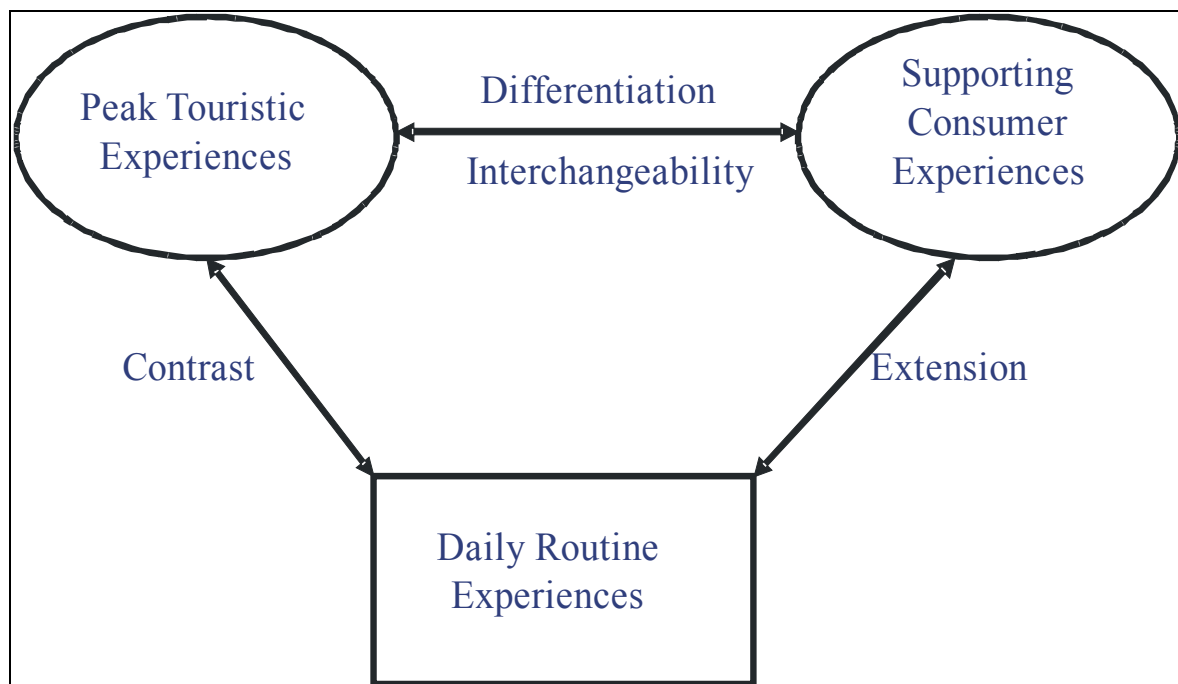 Peak Touristic
Experiences
Differentiation
Interchangeability
Supporting
Consumer
Experiences
Contrast
Extension
Daily Routine
Experiences